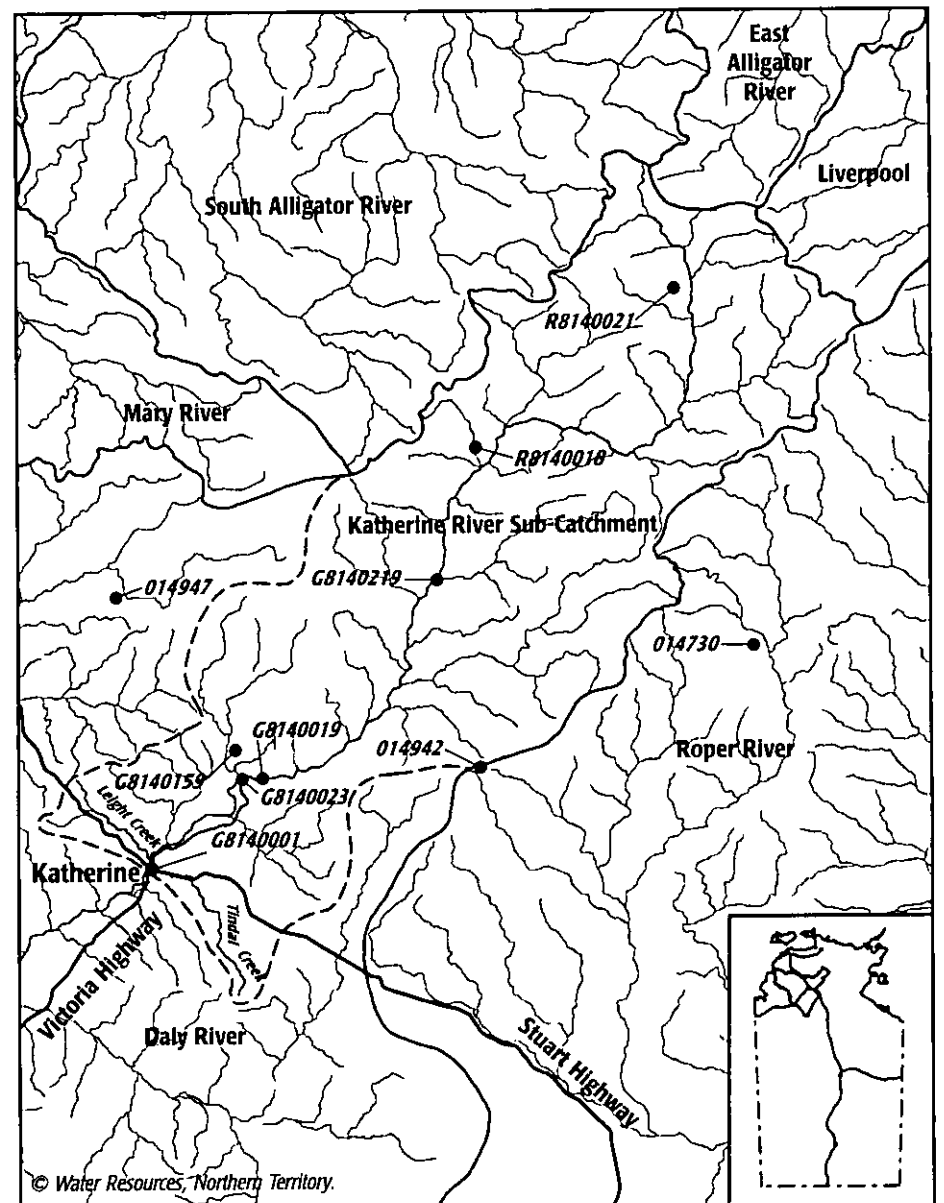 East
Alligator
River
Liverpool
South Alligator River
R8140021
Mary River
R8140018
Katherine River Sub-Catchment
G8140219
014947
014730
G8140019
014942
Roper River
G8140159
G8140023
Leight Creek
G8140001
Katherine
Tindal Creek
Victoria Highway
Daly River
Stuart Highway
© Water Resources, Northern Territory.